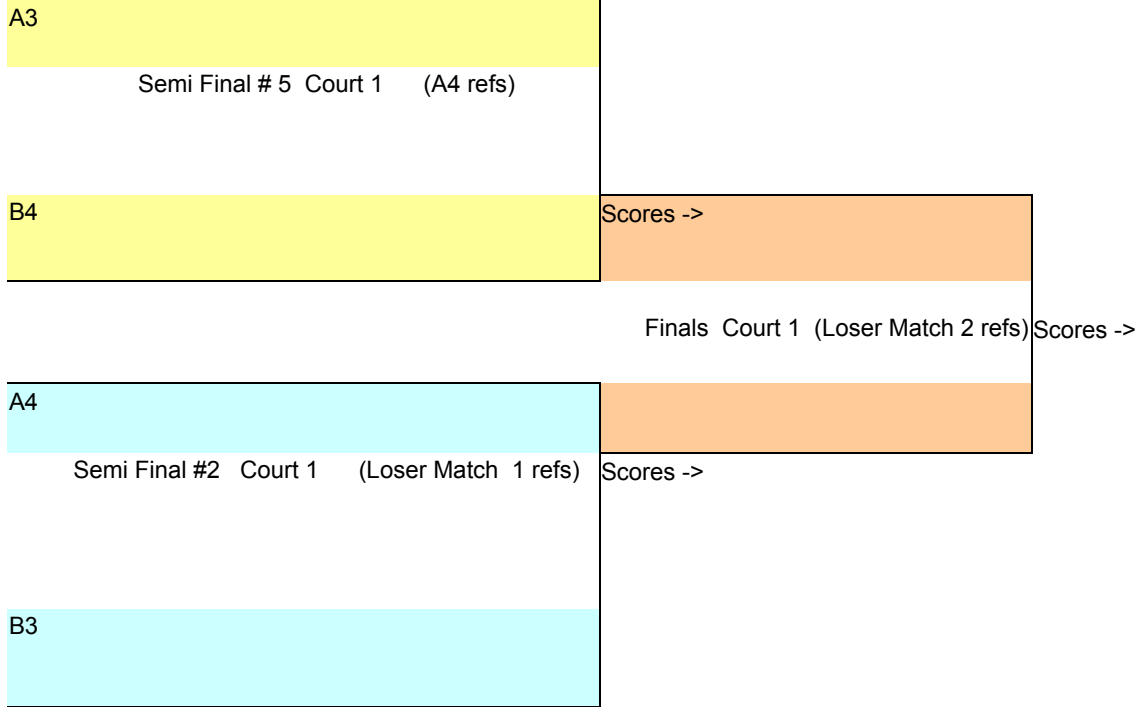 A3
Semi Final # 5 Court 1 (A4 refs)
B4
Scores ->
Finals Court 1 (Loser Match 2 refs)
Scores ->
A4
Semi Final #2 Court 1 (Loser Match 1 refs)
Scores ->
B3